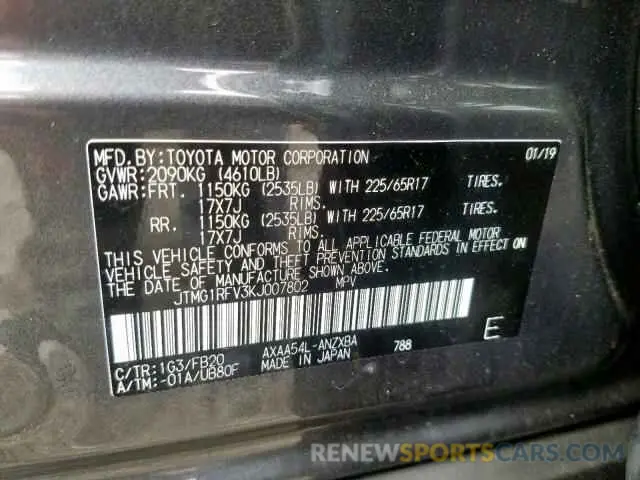 MFD.BY:TOYOTA MOTOR CORPORATION 01/19
GVWR:2090KG (4610LB)
GAWR:FRT. 1150KG (2535LB) WITH 225/65R17 TIRES.
17X7J RIMS.
RR. 1150KG (2535LB) WITH 225/65R17 TIRES.
17X7J RIMS.
THIS VEHICLE CONFORMS TO ALL APPLICABLE FEDERAL MOTOR
VEHICLE SAFETY AND THEFT PREVENTION STANDARDS IN EFFECT ON
THE DATE OF MANUFACTURE SHOWN ABOVE.
JTMG1RFV3KJ007802 MPV
E
C/TR:1G3/FB20 AXAA54L-ANZXBA 788
A/TM:-01A/UB80F MADE IN JAPAN
RENEWSPORTSCARS.COM